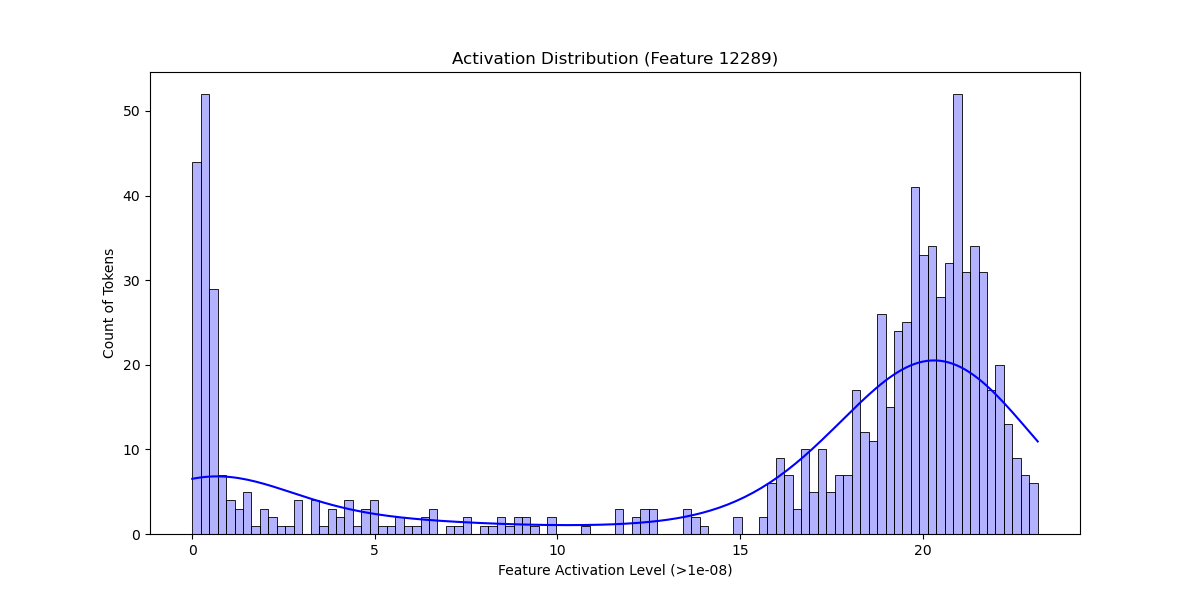 Activation Distribution (Feature 12289)
50
40
30
20
10
0
Count of Tokens
0 5 10 15 20
Feature Activation Level (>1e-08)